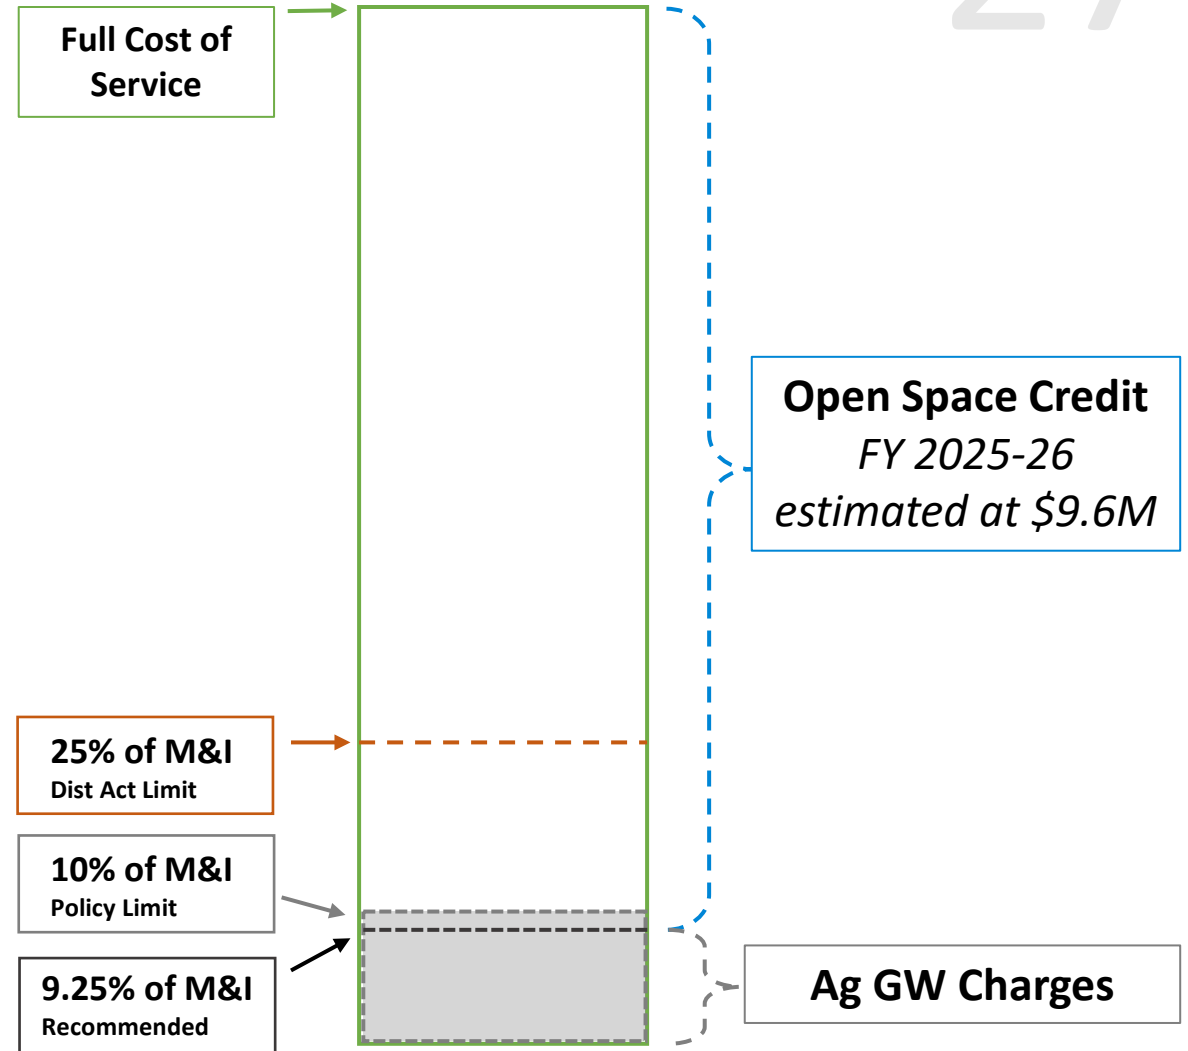 27
Full Cost of
Service
Open Space Credit
FY 2025-26
estimated at $9.6M
25% of M&I
Dist Act Limit
10% of M&I
Policy Limit
9.25% of M&I
Recommended
Ag GW Charges